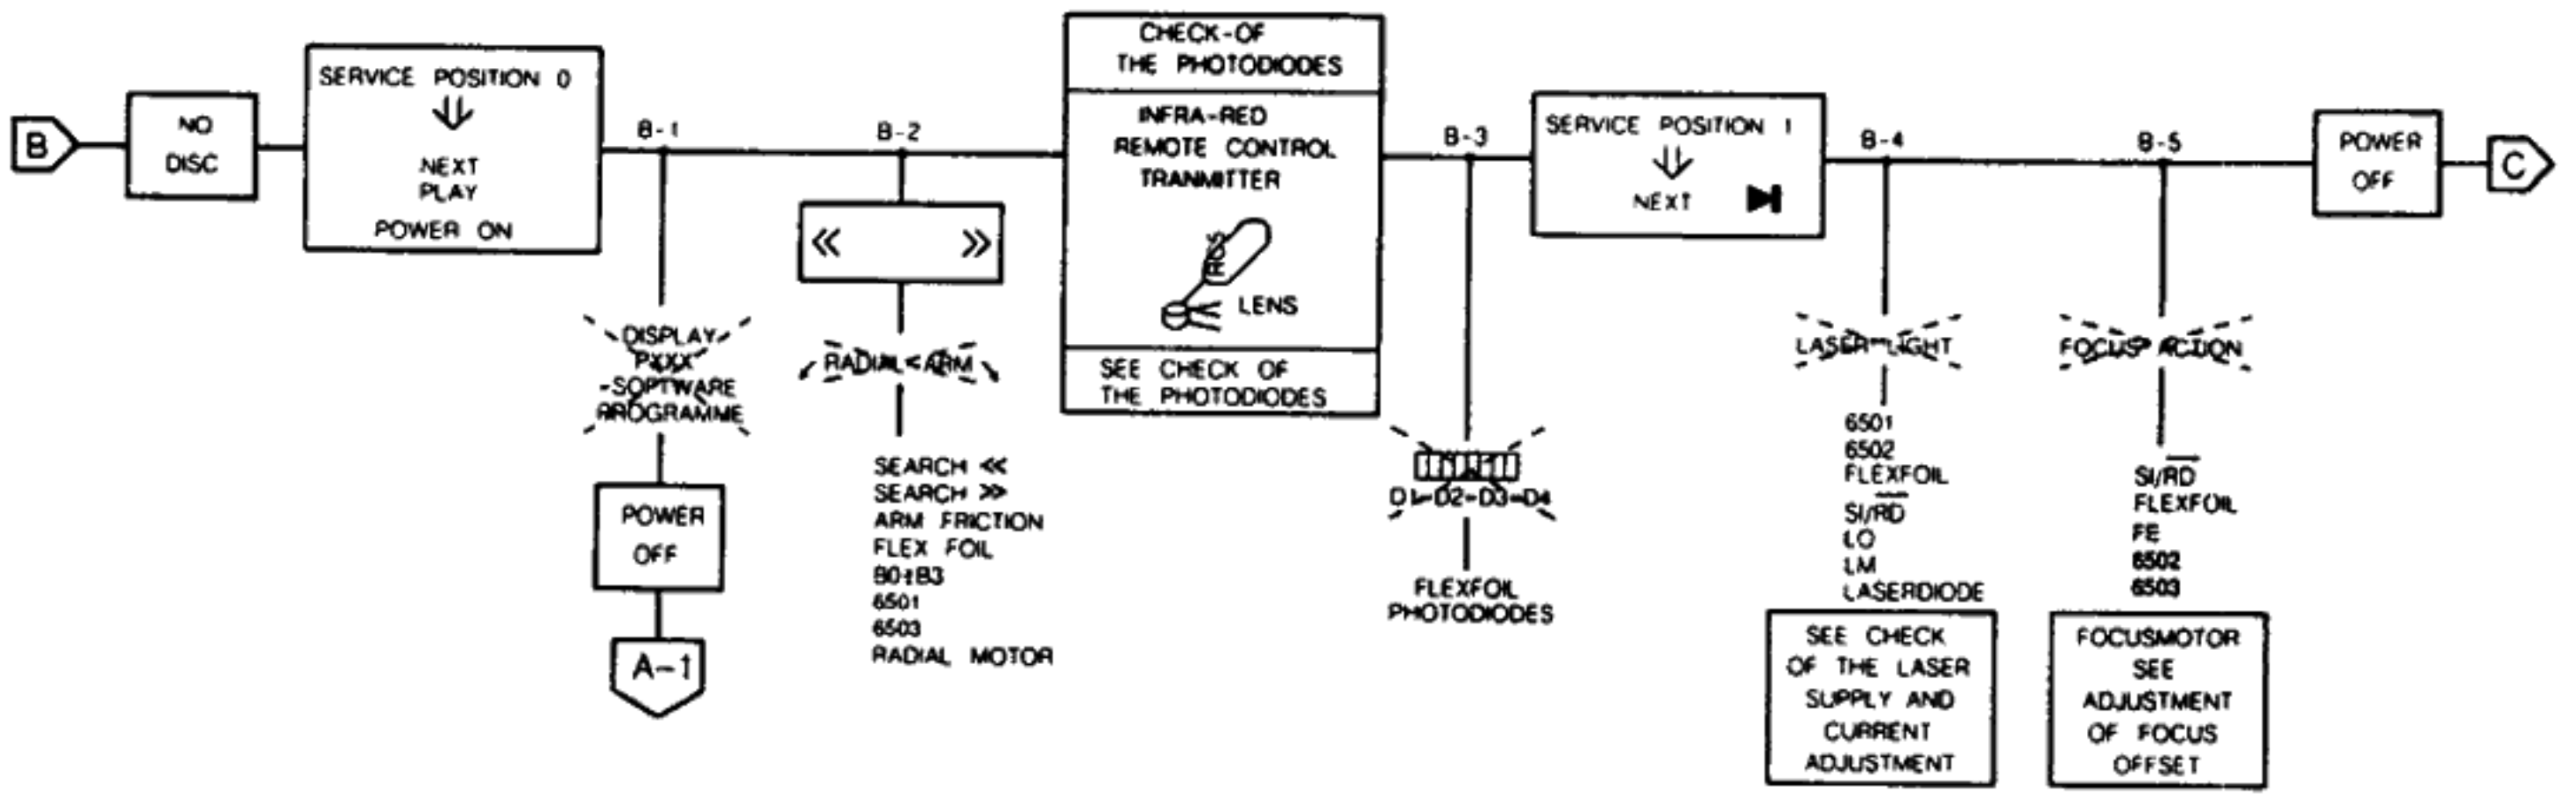 B
NO
DISC
SERVICE POSITION 0
⇓
NEXT
PLAY
POWER ON
B-1
DISPLAY
PXXX
-SOPTWARE
PROGRAMME
POWER
OFF
A-1
B-2
<< >>
RADIAL ARM
SEARCH <<
SEARCH >>
ARM FRICTION
FLEX FOIL
B0÷B3
6501
6503
RADIAL MOTOR
CHECK-OF
THE PHOTODIODES
INFRA-RED
REMOTE CONTROL
TRANMITTER
RC5
LENS
SEE CHECK OF
THE PHOTODIODES
B-3
D1=D2=D3=D4
FLEXFOIL
PHOTODIODES
SERVICE POSITION 1
⇓
NEXT
B-4
LASER LIGHT
6501
6502
FLEXFOIL
SI/R̅D̅
LO
LM
LASERDIODE
SEE CHECK
OF THE LASER
SUPPLY AND
CURRENT
ADJUSTMENT
B-5
FOCUS ACTION
SI/R̅D̅
FLEXFOIL
FE
6502
6503
FOCUSMOTOR
SEE
ADJUSTMENT
OF FOCUS
OFFSET
POWER
OFF
C